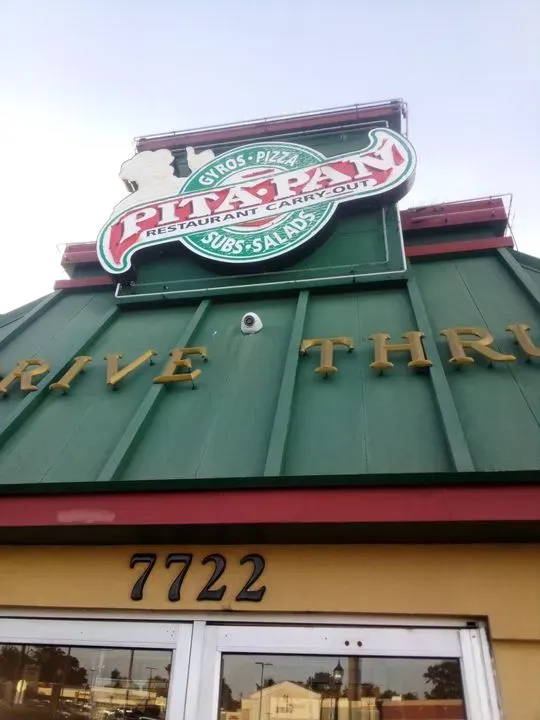 GYROS • PIZZA
PITA • PAN
RESTAURANT CARRY-OUT
SUBS • SALADS
RIVE THRU
7722